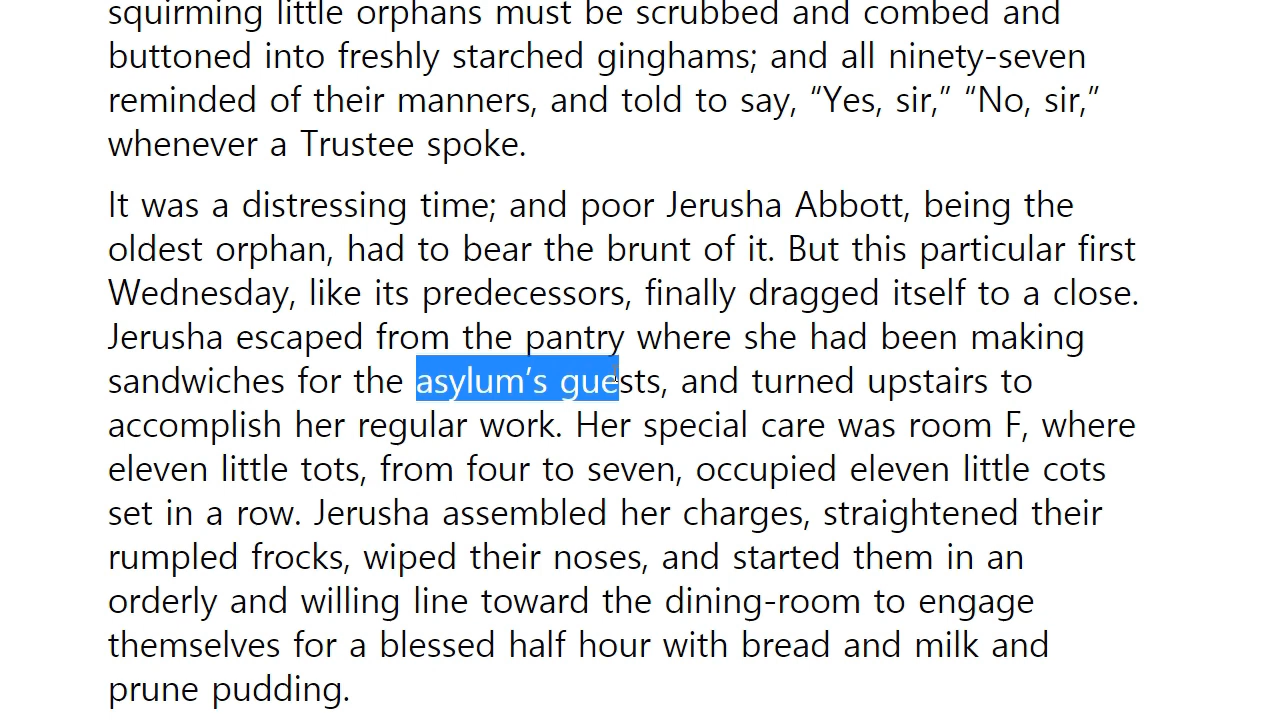 squirming little orphans must be scrubbed and combed and
buttoned into freshly starched ginghams; and all ninety-seven
reminded of their manners, and told to say, “Yes, sir,” “No, sir,”
whenever a Trustee spoke.
It was a distressing time; and poor Jerusha Abbott, being the
oldest orphan, had to bear the brunt of it. But this particular first
Wednesday, like its predecessors, finally dragged itself to a close.
Jerusha escaped from the pantry where she had been making
sandwiches for the asylum’s guests, and turned upstairs to
accomplish her regular work. Her special care was room F, where
eleven little tots, from four to seven, occupied eleven little cots
set in a row. Jerusha assembled her charges, straightened their
rumpled frocks, wiped their noses, and started them in an
orderly and willing line toward the dining-room to engage
themselves for a blessed half hour with bread and milk and
prune pudding.